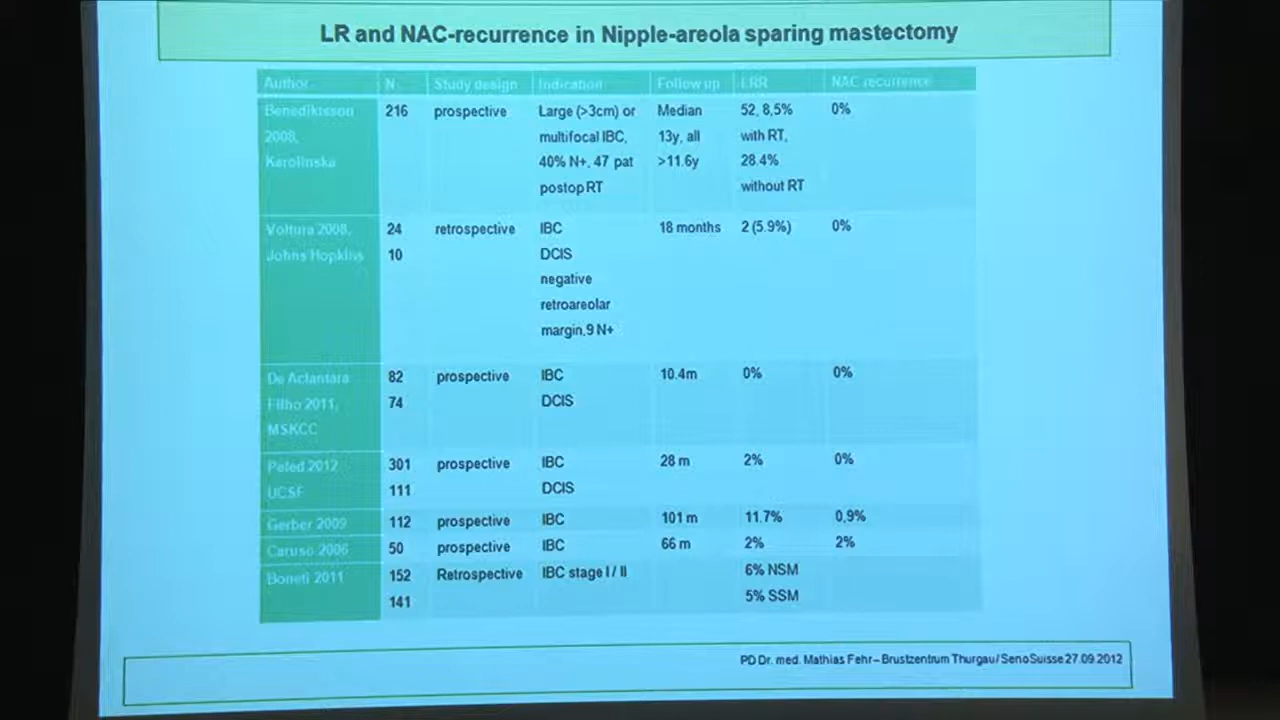 LR and NAC-recurrence in Nipple-areola sparing mastectomy
Author N Study design Indication Follow up LRR NAC recurrence
Benediktsson 216 prospective Large (>3cm) or Median 52, 8,5% 0%
2008, multifocal IBC, 13y, all with RT,
Karolinska 40% N+, 47 pat >11.6y 28.4%
postop RT without RT
Voltura 2008, 24 retrospective IBC 18 months 2 (5.9%) 0%
Johns Hopkins 10 DCIS
negative
retroareolar
margin,9 N+
De Aclantara 82 prospective IBC 10.4m 0% 0%
Filho 2011, 74 DCIS
MSKCC
Peled 2012 301 prospective IBC 28 m 2% 0%
UCSF 111 DCIS
Gerber 2009 112 prospective IBC 101 m 11.7% 0,9%
Caruso 2006 50 prospective IBC 66 m 2% 2%
Boneti 2011 152 Retrospective IBC stage I / II 6% NSM
141 5% SSM
PD Dr. med. Mathias Fehr – Brustzentrum Thurgau / SenoSuisse 27.09.2012